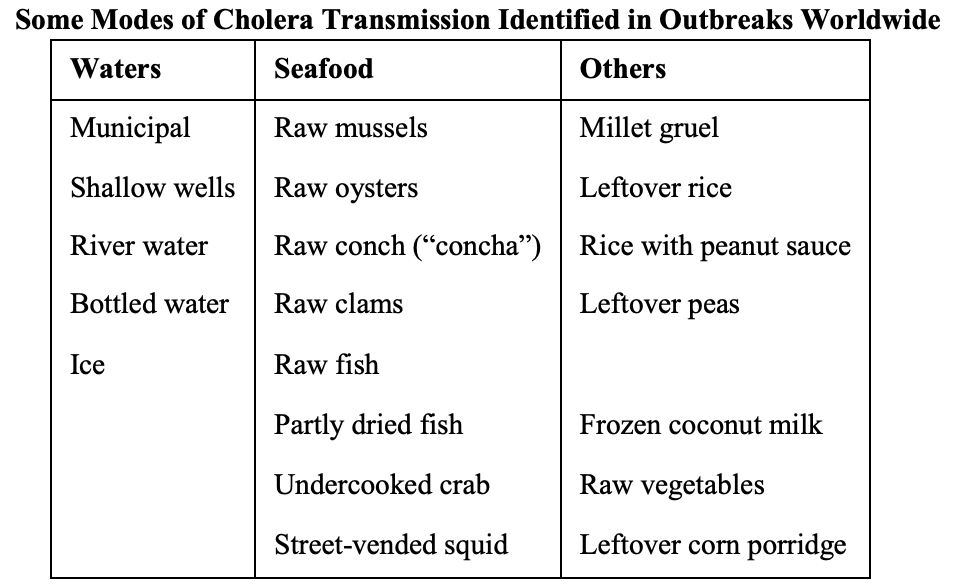 Some Modes of Cholera Transmission Identified in Outbreaks Worldwide
Waters Seafood Others
Municipal Raw mussels Millet gruel
Shallow wells Raw oysters Leftover rice
River water Raw conch (“concha”) Rice with peanut sauce
Bottled water Raw clams Leftover peas
Ice Raw fish
Partly dried fish Frozen coconut milk
Undercooked crab Raw vegetables
Street-vended squid Leftover corn porridge